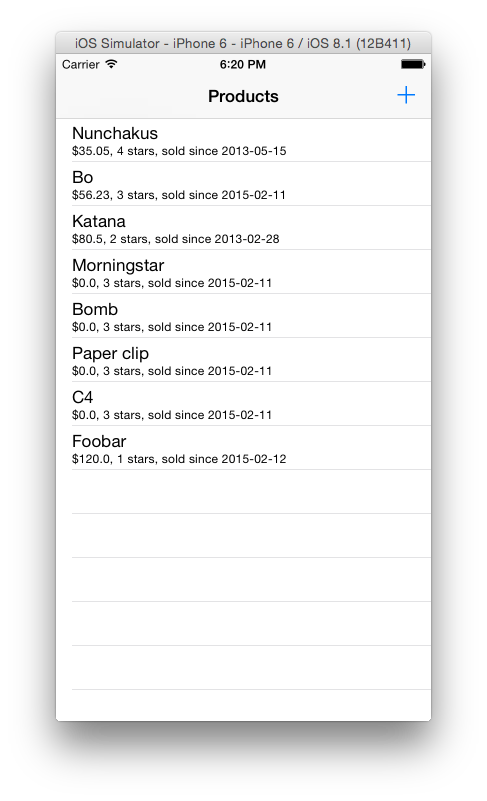 iOS Simulator - iPhone 6 - iPhone 6 / iOS 8.1 (12B411)
Carrier 6:20 PM
Products
Nunchakus
$35.05, 4 stars, sold since 2013-05-15
Bo
$56.23, 3 stars, sold since 2015-02-11
Katana
$80.5, 2 stars, sold since 2013-02-28
Morningstar
$0.0, 3 stars, sold since 2015-02-11
Bomb
$0.0, 3 stars, sold since 2015-02-11
Paper clip
$0.0, 3 stars, sold since 2015-02-11
C4
$0.0, 3 stars, sold since 2015-02-11
Foobar
$120.0, 1 stars, sold since 2015-02-12